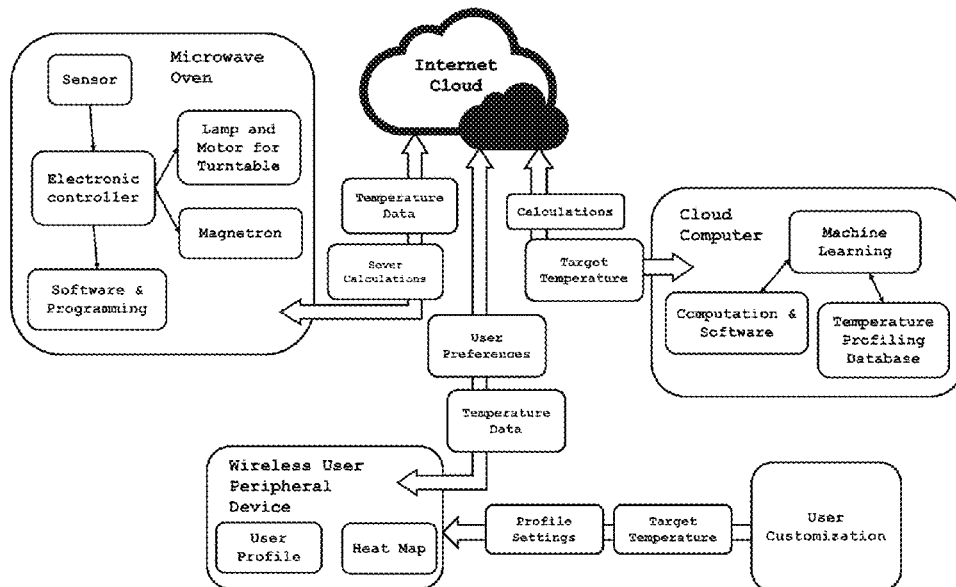 Microwave
Oven
Sensor
Lamp and
Motor for
Turntable
Electronic
controller
Magnetron
Software &
Programming
Internet
Cloud
Temperature
Data
Sever
Calculations
Calculations
Target
Temperature
Cloud
Computer
Machine
Learning
Computation &
Software
Temperature
Profiling
Database
User
Preferences
Temperature
Data
Wireless User
Peripheral
Device
User
Profile
Heat Map
Profile
Settings
Target
Temperature
User
Customization